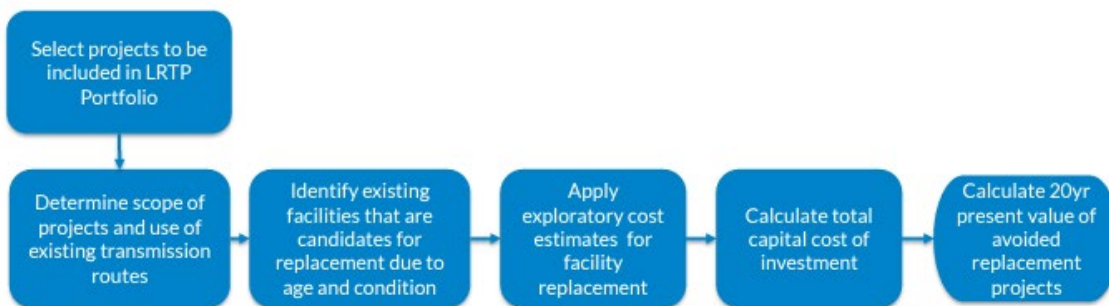 Select projects to be
included in LRTP
Portfolio
Determine scope of
projects and use of
existing transmission
routes
Identify existing
facilities that are
candidates for
replacement due to
age and condition
Apply
exploratory cost
estimates for
facility
replacement
Calculate total
capital cost of
investment
Calculate 20yr
present value of
avoided
replacement
projects